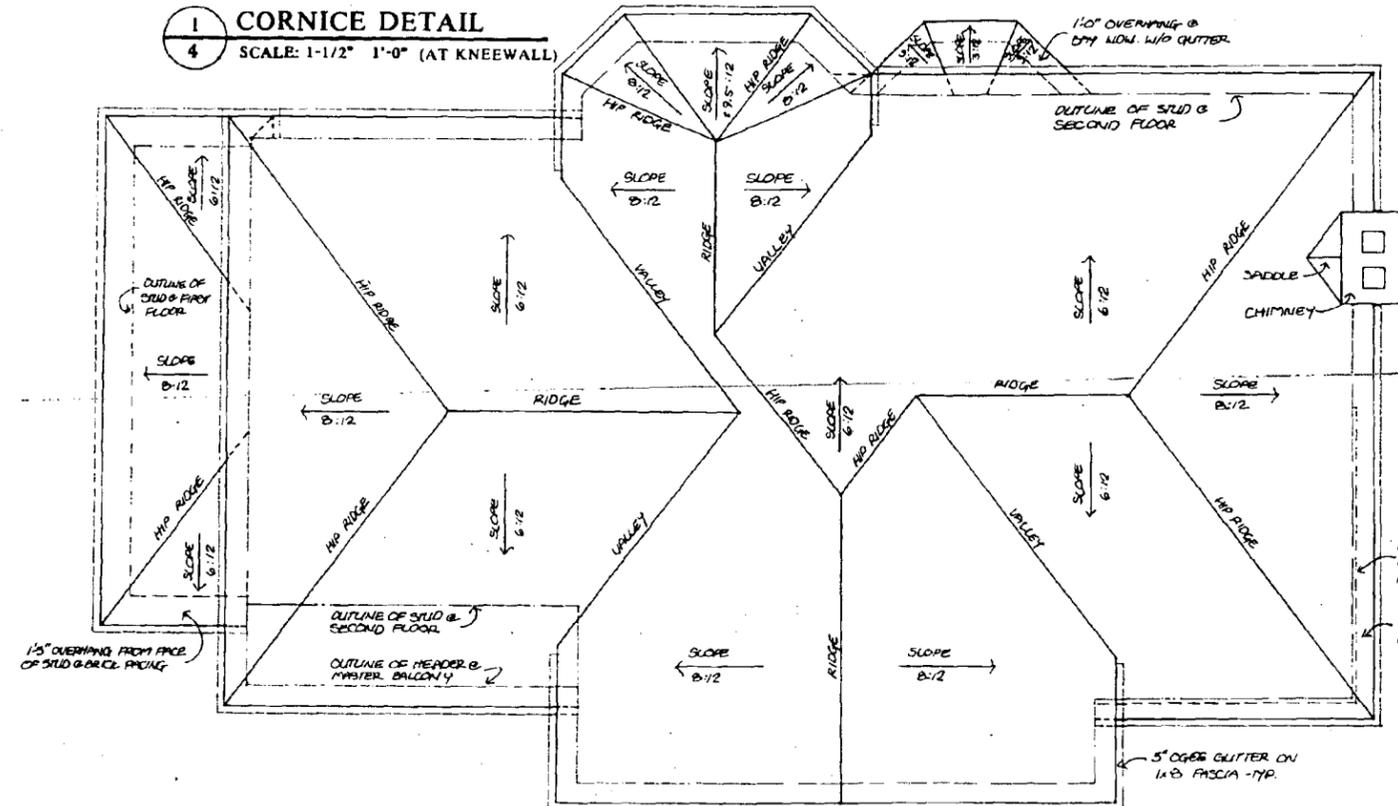 1
4
CORNICE DETAIL
SCALE: 1-1/2" 1'-0" (AT KNEEWALL)
1'-0" OVERHANG @
BAY WDW. W/O GUTTER
SLOPE
3:12
SLOPE
3:12
SLOPE
3:12
SLOPE
8:12
SLOPE
9.5:12
HIP RIDGE
SLOPE
8:12
HIP RIDGE
OUTLINE OF STUD @
SECOND FLOOR
HIP RIDGE
SLOPE
6:12
SLOPE
8:12
SLOPE
8:12
RIDGE
VALLEY
HIP RIDGE
SADDLE
CHIMNEY
OUTLINE OF
STUD @ FIRST
FLOOR
HIP RIDGE
SLOPE
6:12
VALLEY
SLOPE
6:12
SLOPE
8:12
SLOPE
8:12
RIDGE
HIP RIDGE
SLOPE
6:12
HIP RIDGE
RIDGE
SLOPE
8:12
HIP RIDGE
SLOPE
6:12
HIP RIDGE
SLOPE
6:12
VALLEY
VALLEY
SLOPE
6:12
HIP RIDGE
OUTLINE OF STUD @
SECOND FLOOR
1'-5" OVERHANG FROM FACE
OF STUD @ BRICK FACING
OUTLINE OF HEADER @
MASTER BALCONY
SLOPE
8:12
RIDGE
SLOPE
8:12
5" OGEE GUTTER ON
1x8 FASCIA -TYP.